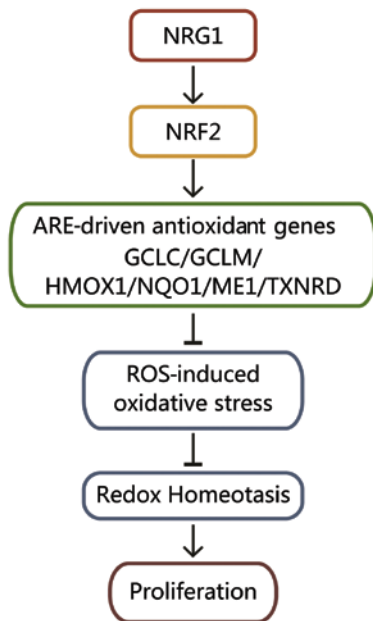 NRG1
NRF2
ARE-driven antioxidant genes
GCLC/GCLM/
HMOX1/NQO1/ME1/TXNRD
ROS-induced
oxidative stress
Redox Homeotasis
Proliferation